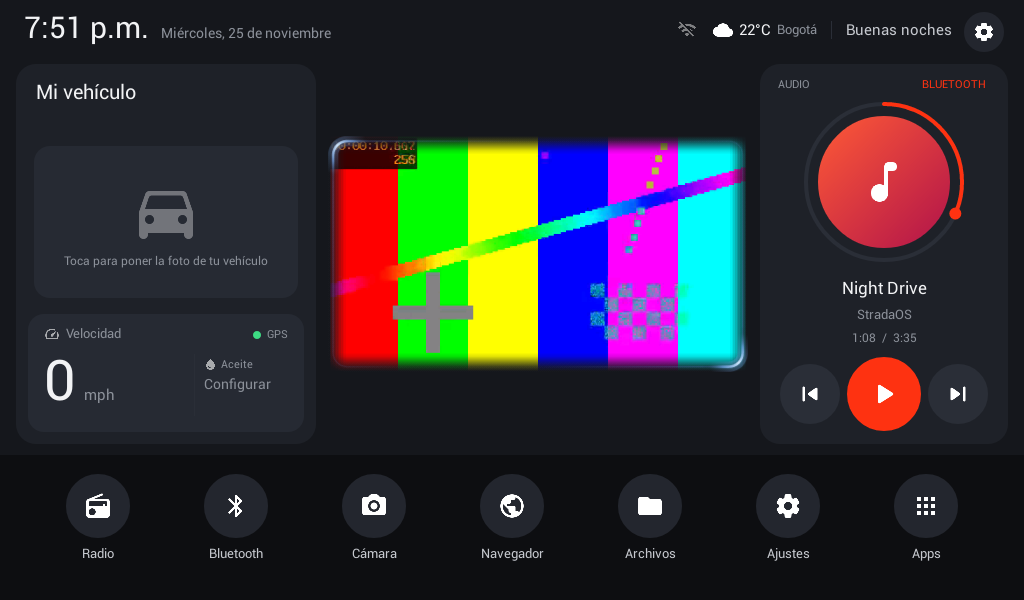 7:51 p.m.
Miércoles, 25 de noviembre
22°C Bogotá
Buenas noches
Mi vehículo
Toca para poner la foto de tu vehículo
Velocidad
GPS
0 mph
Aceite
Configurar
256
AUDIO
BLUETOOTH
Night Drive
StradaOS
1:08 / 3:35
Radio
Bluetooth
Cámara
Navegador
Archivos
Ajustes
Apps